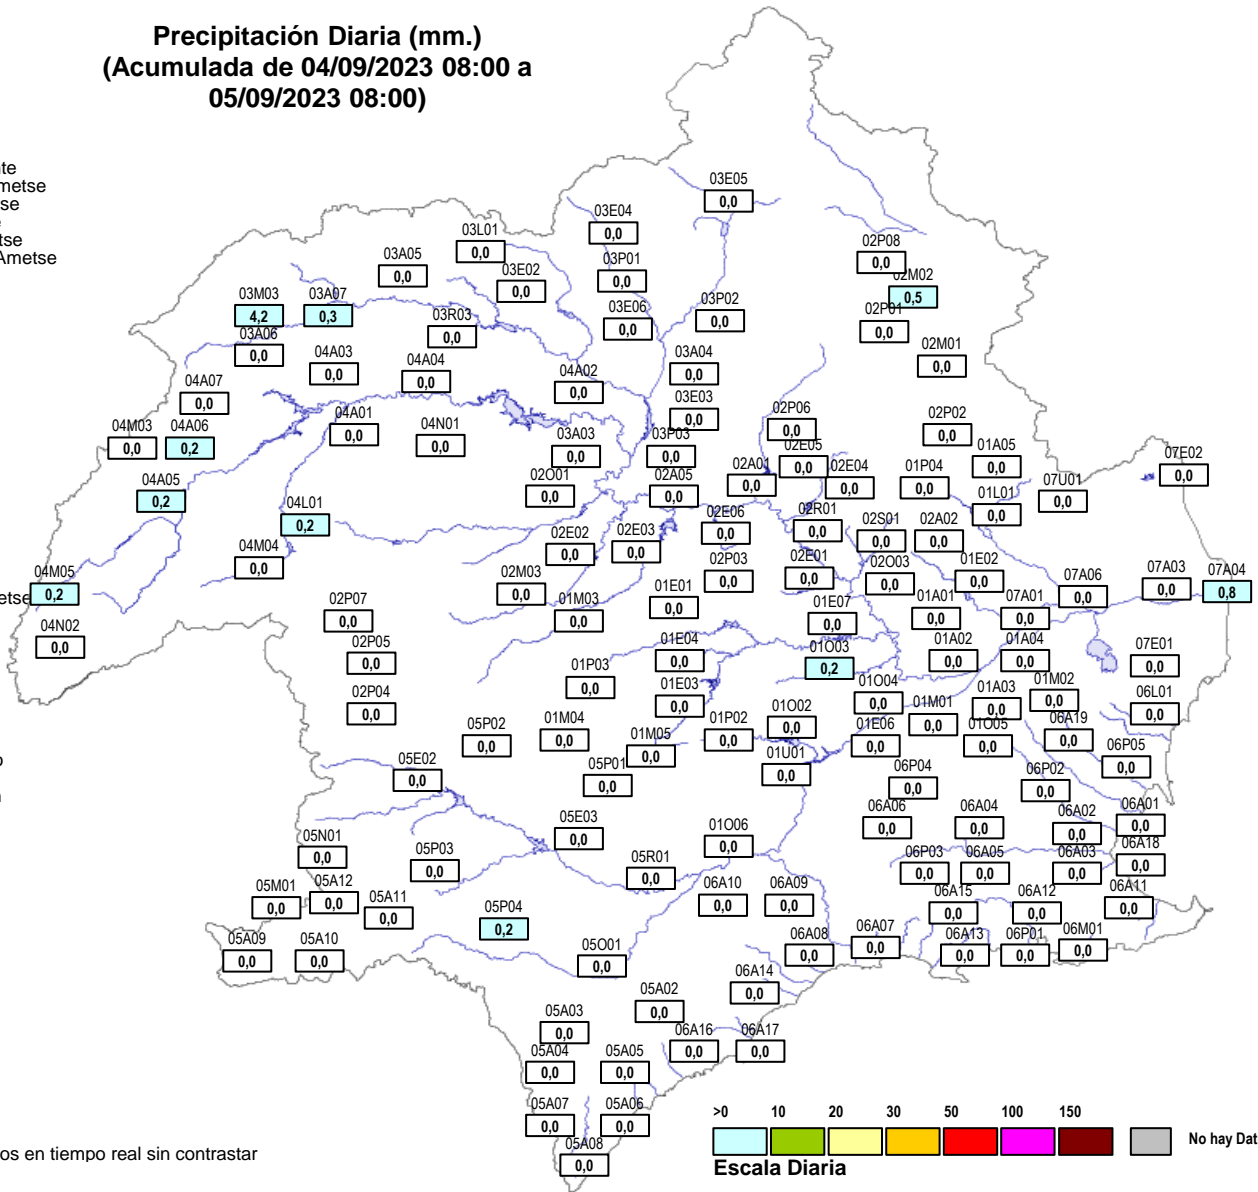 Precipitación Diaria (mm.)
(Acumulada de 04/09/2023 08:00 a
05/09/2023 08:00)
03E05
0,0
03E04
0,0
03L01
0,0
02P08
0,0
03A05
0,0
03P01
0,0
03E02
0,0
02M02
0,5
03M03
4,2
03A07
0,3
03P02
0,0
03E06
0,0
02P01
0,0
03R03
0,0
03A06
0,0
02M01
0,0
04A03
0,0
03A04
0,0
04A04
0,0
04A02
0,0
04A07
0,0
03E03
0,0
04A01
0,0
02P06
0,0
02P02
0,0
04M03
0,0
04A06
0,2
04N01
0,0
03A03
0,0
03P03
0,0
02E05
0,0
01A05
0,0
07E02
0,0
02A01
0,0
02E04
0,0
01P04
0,0
02O01
0,0
02A05
0,0
07U01
0,0
04A05
0,2
01L01
0,0
04L01
0,2
02R01
0,0
02E06
0,0
02S01
0,0
02A02
0,0
02E02
0,0
02E03
0,0
04M04
0,0
02P03
0,0
02E01
0,0
02O03
0,0
01E02
0,0
07A03
0,0
07A04
0,8
04M05
0,2
02M03
0,0
07A06
0,0
01E01
0,0
01M03
0,0
02P07
0,0
01E07
0,0
01A01
0,0
07A01
0,0
04N02
0,0
02P05
0,0
01E04
0,0
01O03
0,2
01A02
0,0
01A04
0,0
07E01
0,0
01P03
0,0
01E03
0,0
01O04
0,0
01A03
0,0
01M02
0,0
06L01
0,0
02P04
0,0
01M01
0,0
01O02
0,0
05P02
0,0
01M04
0,0
01P02
0,0
01E06
0,0
01O05
0,0
06A19
0,0
01M05
0,0
06P05
0,0
01U01
0,0
05E02
0,0
05P01
0,0
06P04
0,0
06P02
0,0
06A06
0,0
06A04
0,0
06A02
0,0
06A01
0,0
05E03
0,0
01O06
0,0
05N01
0,0
05P03
0,0
05R01
0,0
06P03
0,0
06A05
0,0
06A03
0,0
06A18
0,0
05M01
0,0
05A12
0,0
05A11
0,0
06A10
0,0
06A09
0,0
06A15
0,0
06A12
0,0
06A11
0,0
05P04
0,2
05A09
0,0
05A10
0,0
05O01
0,0
06A08
0,0
06A07
0,0
06A13
0,0
06P01
0,0
06M01
0,0
06A14
0,0
05A02
0,0
05A03
0,0
06A16
0,0
06A17
0,0
05A04
0,0
05A05
0,0
05A07
0,0
05A06
0,0
05A08
0,0
>0 10 20 30 50 100 150
No hay Dat
Escala Diaria
os en tiempo real sin contrastar